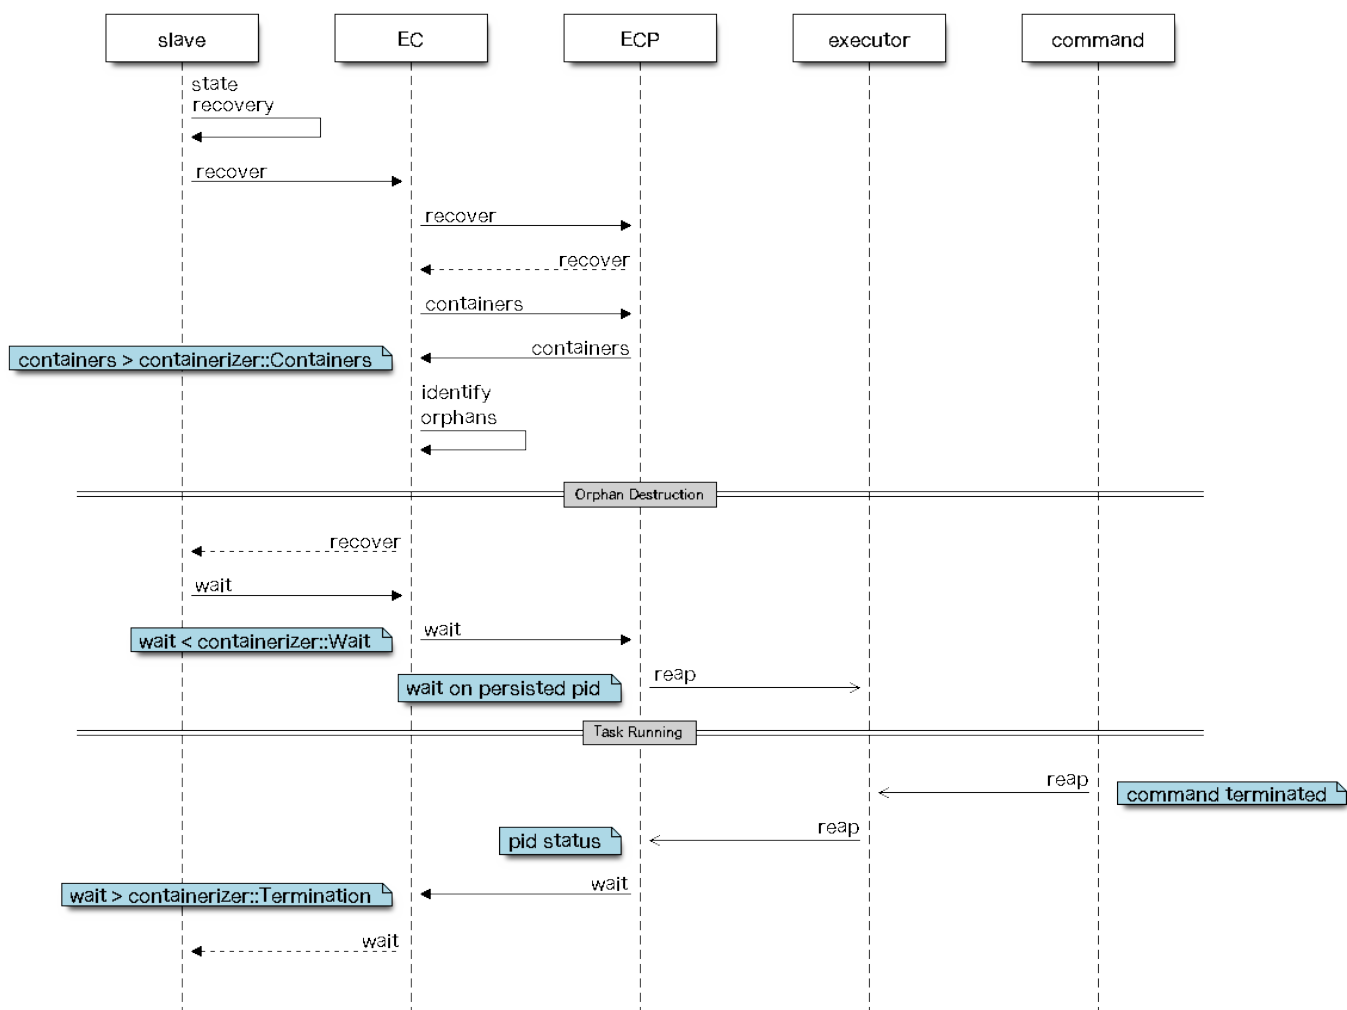 slave
EC
ECP
executor
command
state
recovery
recover
recover
recover
containers
containers
containers > containerizer::Containers
identify
orphans
Orphan Destruction
recover
wait
wait
wait < containerizer::Wait
reap
wait on persisted pid
Task Running
reap
command terminated
reap
pid status
wait
wait > containerizer::Termination
wait